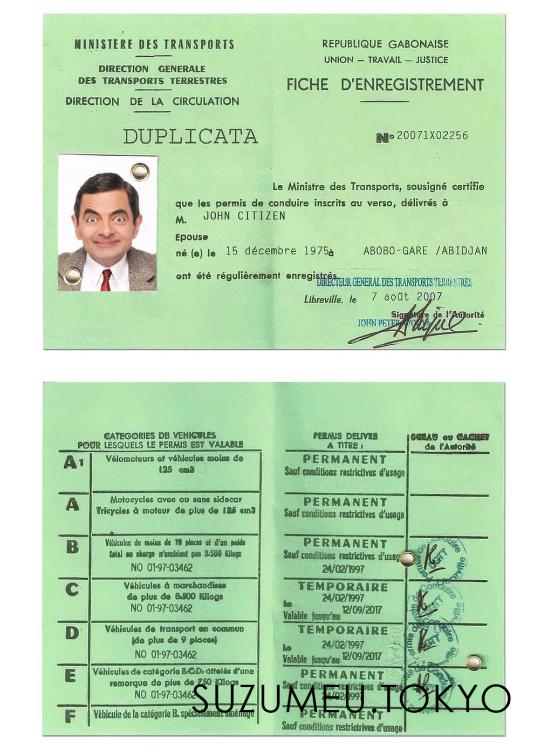 MINISTERE DES TRANSPORTS
DIRECTION GENERALE
DES TRANSPORTS TERRESTRES
DIRECTION DE LA CIRCULATION
REPUBLIQUE GABONAISE
UNION – TRAVAIL – JUSTICE
FICHE D'ENREGISTREMENT
DUPLICATA
No 20071X02256
Le Ministre des Transports, sousigné certifie
que les permis de conduire inscrits au verso, délivrés à
M. JOHN CITIZEN
Epouse
né (e) le 15 décembre 1975 à ABOBO-GARE /ABIDJAN
ont été régulièrement enregistrés.
DIRECTEUR GENERAL DES TRANSPORTS TERRESTRES
Libreville, le 7 août 2007
Signature de l'Autorité
JOHN PETER
CATEGORIES DE VEHICULES
POUR LESQUELS LE PERMIS EST VALABLE
PERMIS DELIVRE
A TITRE :
SCEAU ou CACHET
de l'Autorité
A1 Vélomoteurs et véhicules moins de
125 cm3
PERMANENT
Sauf conditions restrictives d'usage
A Motocycles avec ou sans sidecar
Tricycles à moteur de plus de 125 cm3
PERMANENT
Sauf conditions restrictives d'usage
B Véhicules de moins de 10 places et d'un poids
total en charge n'excédant pas 3.500 Kilogs
NO 01-97-03462
PERMANENT
Sauf conditions restrictives d'usage
24/02/1997
C Véhicules à marchandises
de plus de 3.500 Kilogs
NO 01-97-03462
TEMPORAIRE
Le 24/02/1997
Valable jusqu'au 12/09/2017
D Véhicules de transport en commun
(de plus de 9 places)
NO 01-97-03462
TEMPORAIRE
Le 24/02/1997
Valable jusqu'au 12/09/2017
E Véhicules de catégorie B.C.D. attelés d'une
remorque de plus de 750 Kilogs
NO 01-97-03462
PERMANENT
Sauf conditions restrictives d'usage
24/02/1997
F Véhicule de la catégorie B. spécialement aménagé
PERMANENT
Sauf conditions restrictives d'usage
SUZUMEU.TOKYO